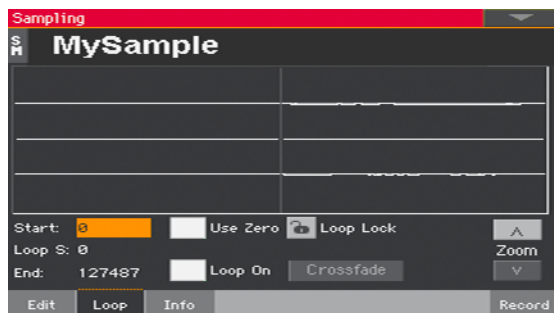 Sampling
SM MySample
Start: 0 Use Zero Loop Lock
Loop S: 0 Zoom
End: 127487 Loop On Crossfade
Edit Loop Info Record